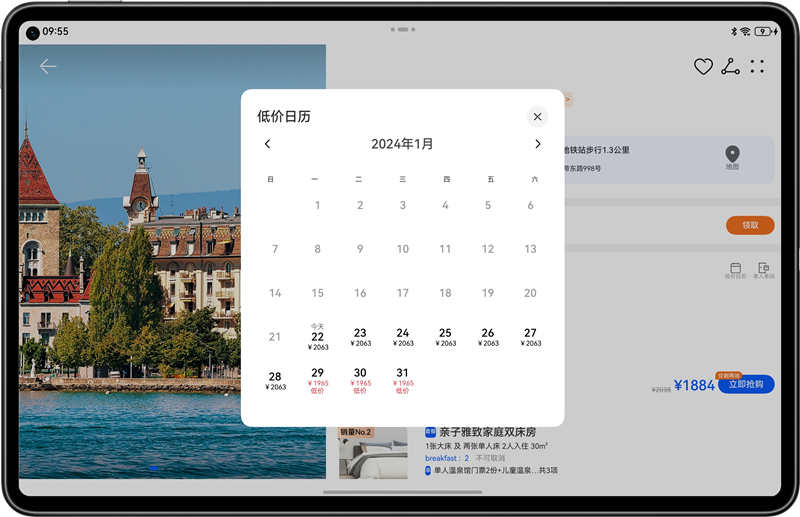 09:55
9
低价日历
2024年1月
日 一 二 三 四 五 六
1 2 3 4 5 6
7 8 9 10 11 12 13
14 15 16 17 18 19 20
今天
21 22 23 24 25 26 27
¥2063 ¥2063 ¥2063 ¥2063 ¥2063 ¥2063
28 29 30 31
¥2063 ¥1965 ¥1965 ¥1965
低价 低价 低价
地铁站步行1.3公里
帝东路998号
地图
领取
低价日历
仅剩两间
¥2038 ¥1884 立即抢购
销量No.2
亲子雅致家庭双床房
1张大床 及 两张单人床 2人入住 30m²
breakfast : 2 不可取消
单人温泉馆门票2份+儿童温泉...共3项